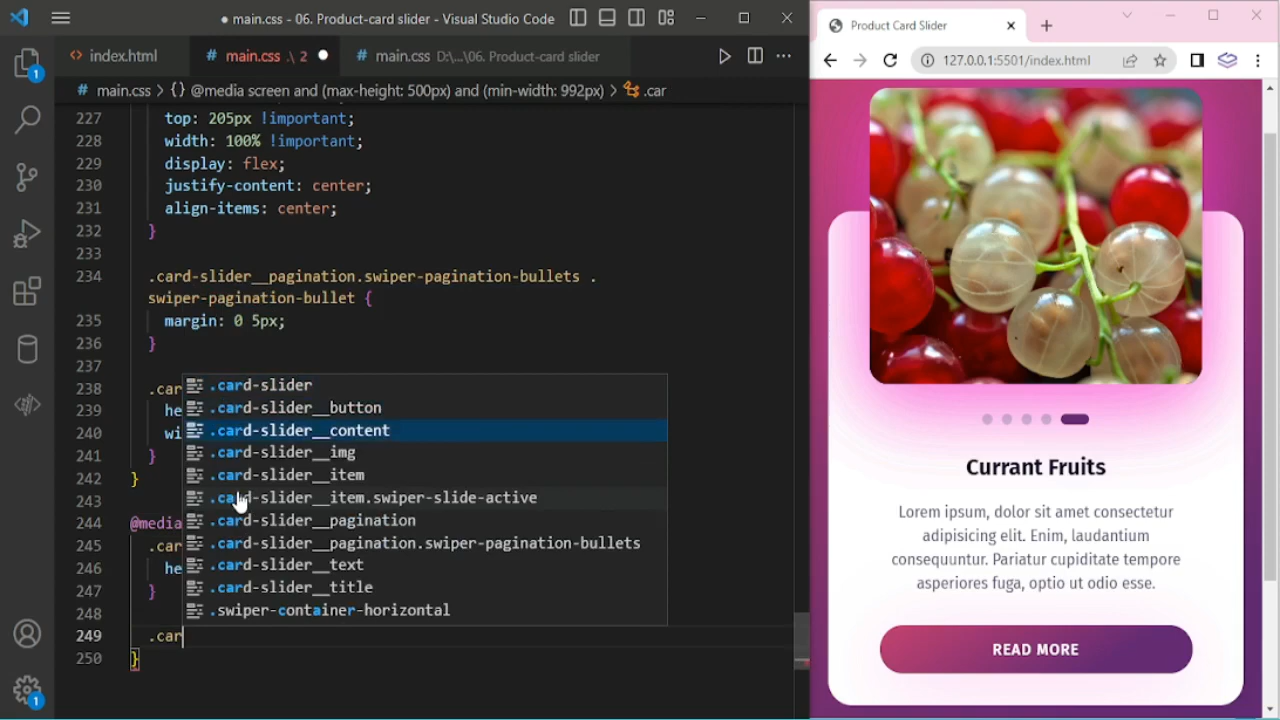 main.css - 06. Product-card slider - Visual Studio Code
index.html
# main.css .\ 2
# main.css D:\...\06. Product-card slider
# main.css > {} @media screen and (max-height: 500px) and (min-width: 992px) > .car
227 top: 205px !important;
228 width: 100% !important;
229 display: flex;
230 justify-content: center;
231 align-items: center;
232 }
233
234 .card-slider__pagination.swiper-pagination-bullets .
swiper-pagination-bullet {
235 margin: 0 5px;
236 }
237
238 .car
239 he
240 wi
241 }
242 }
243
244 @media
245 .car
246 he
247 }
248
249 .car
250 }
.card-slider
.card-slider__button
.card-slider__content
.card-slider__img
.card-slider__item
.card-slider__item.swiper-slide-active
.card-slider__pagination
.card-slider__pagination.swiper-pagination-bullets
.card-slider__text
.card-slider__title
.swiper-container-horizontal
1
1
Product Card Slider
127.0.0.1:5501/index.html
Currant Fruits
Lorem ipsum, dolor sit amet consectetur
adipisicing elit. Enim, laudantium
consequuntur. Pariatur cupiditate tempore
asperiores fuga, optio ut odio esse.
READ MORE